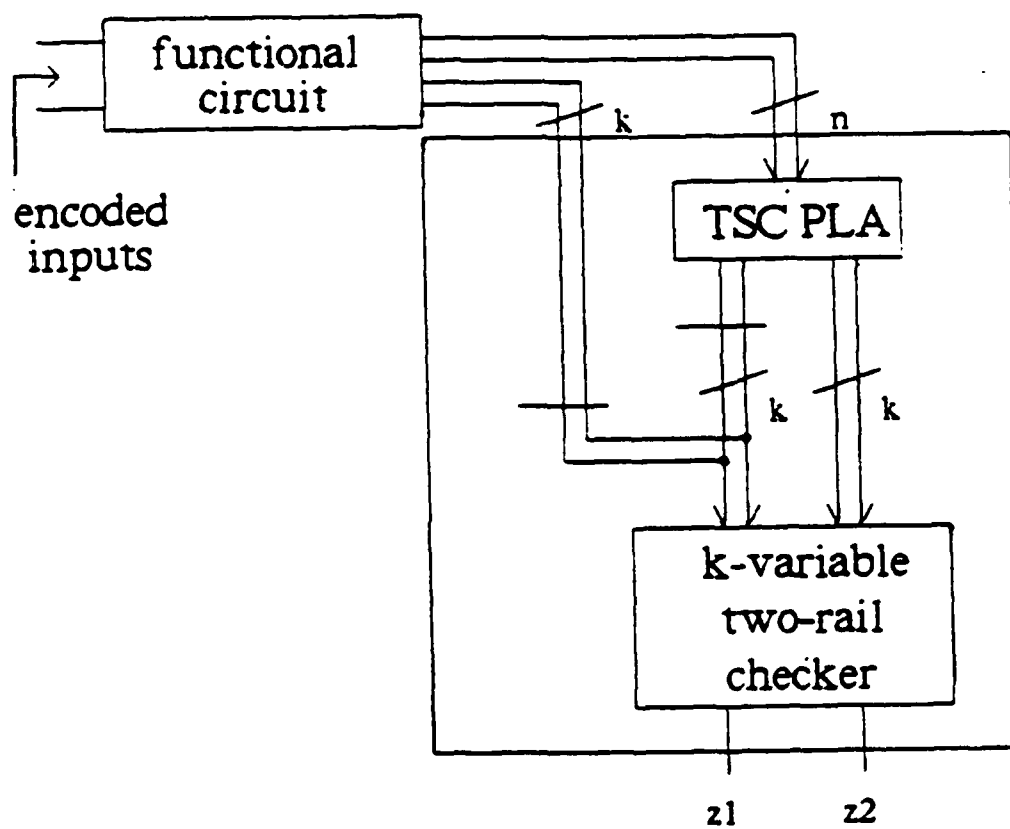 functional
circuit
k
n
encoded
inputs
TSC PLA
k
k
k-variable
two-rail
checker
z1
z2